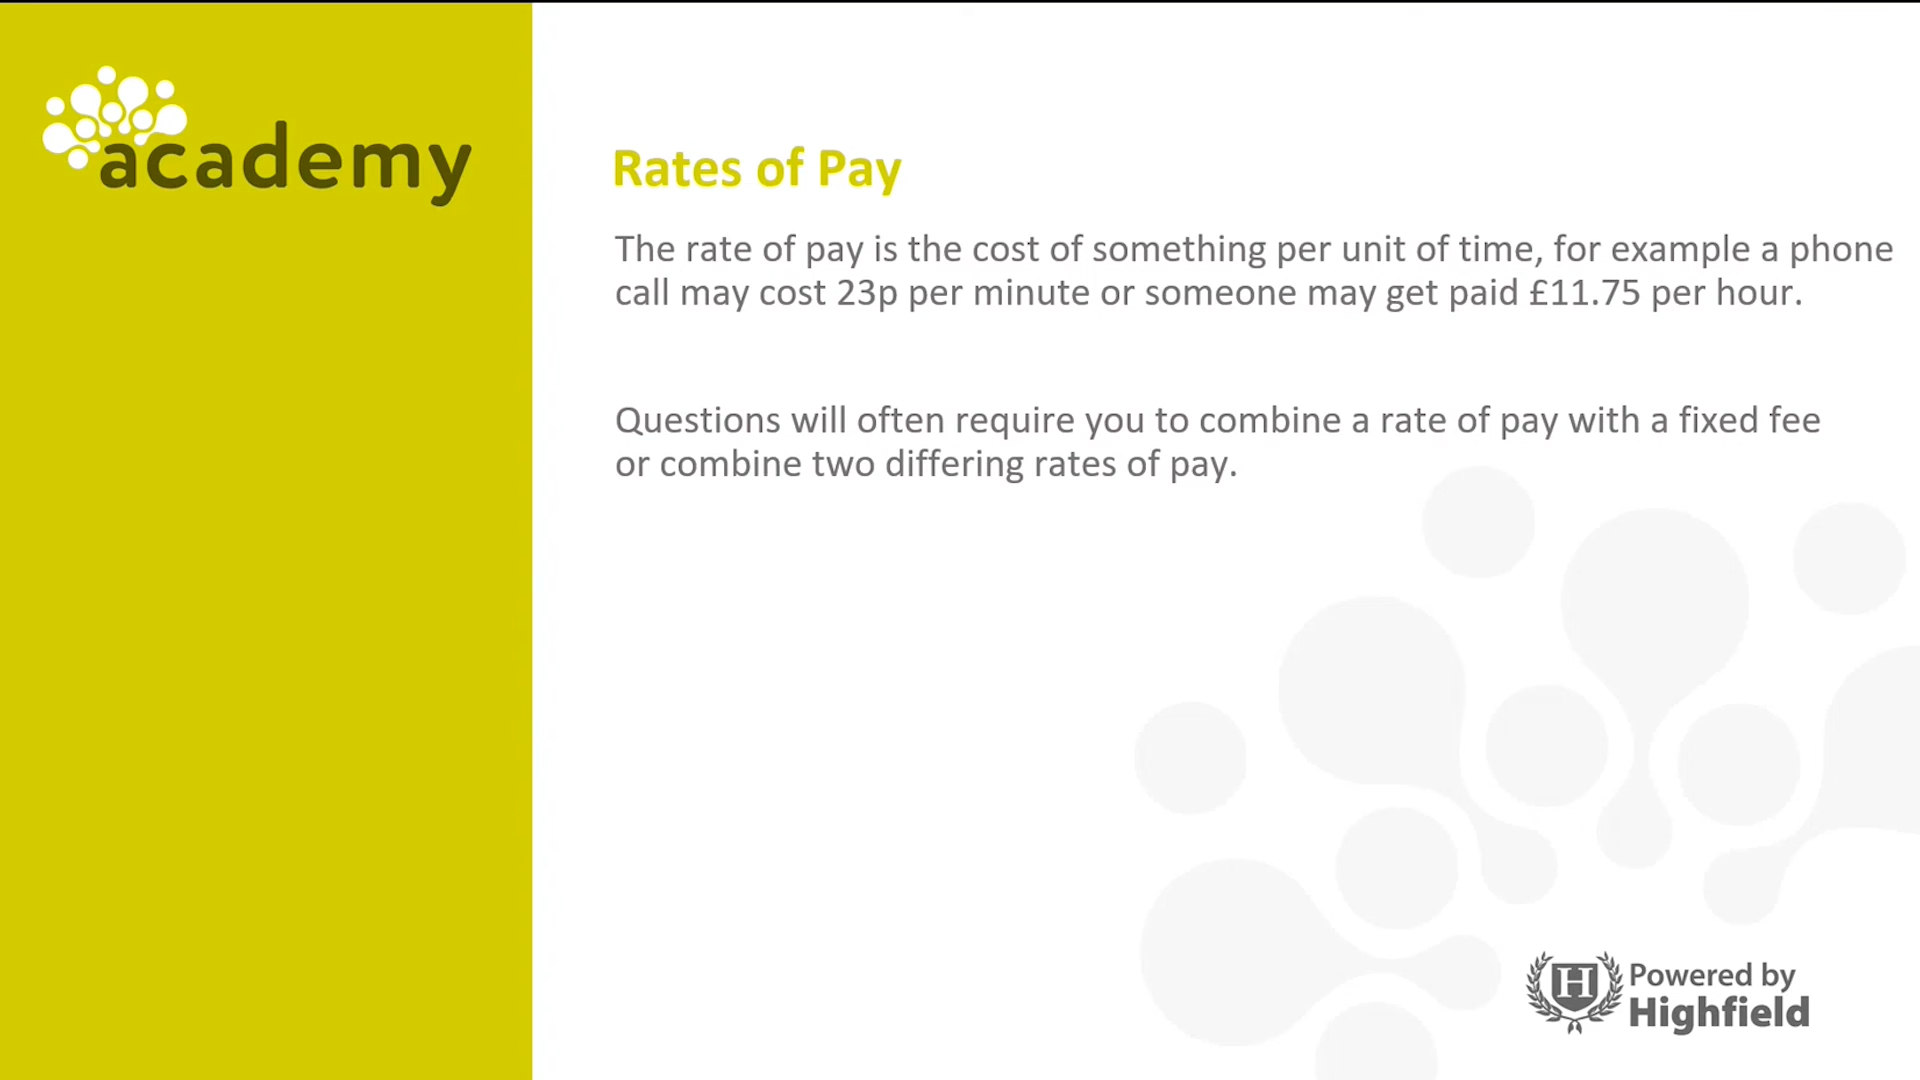 academy
Rates of Pay
The rate of pay is the cost of something per unit of time, for example a phone
call may cost 23p per minute or someone may get paid £11.75 per hour.
Questions will often require you to combine a rate of pay with a fixed fee
or combine two differing rates of pay.
H
Powered by
Highfield